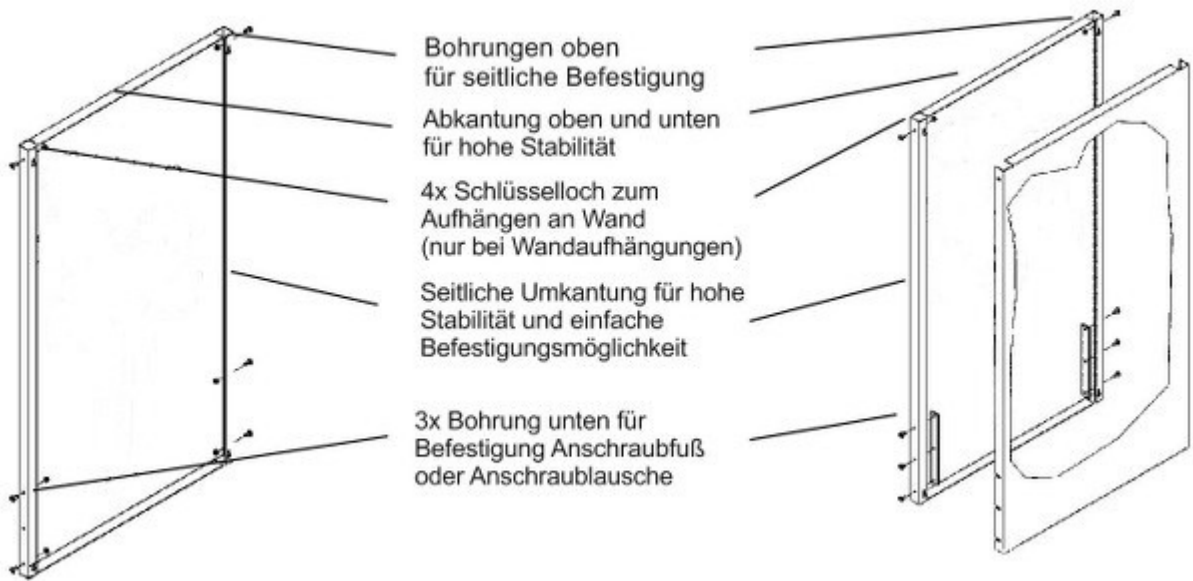 Bohrungen oben
für seitliche Befestigung
Abkantung oben und unten
für hohe Stabilität
4x Schlüsselloch zum
Aufhängen an Wand
(nur bei Wandaufhängungen)
Seitliche Umkantung für hohe
Stabilität und einfache
Befestigungsmöglichkeit
3x Bohrung unten für
Befestigung Anschraubfuß
oder Anschraublausche